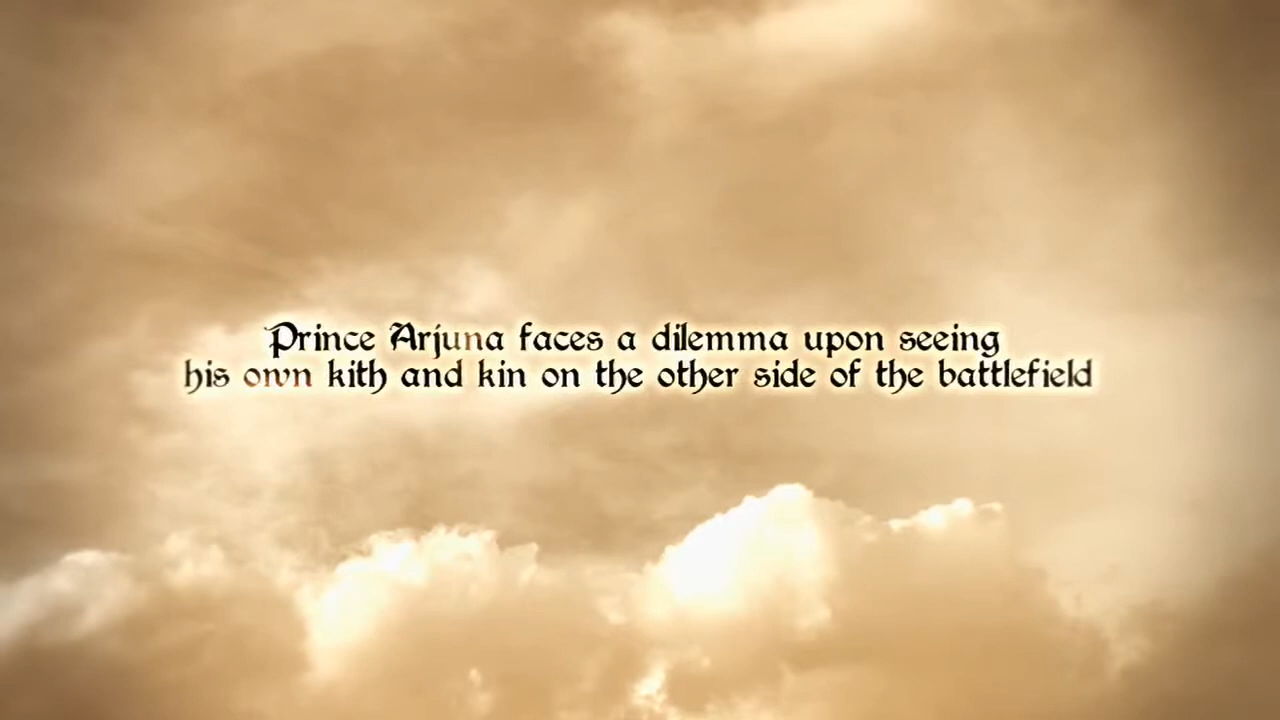 Prince Arjuna faces a dilemma upon seeing
his own kith and kin on the other side of the battlefield